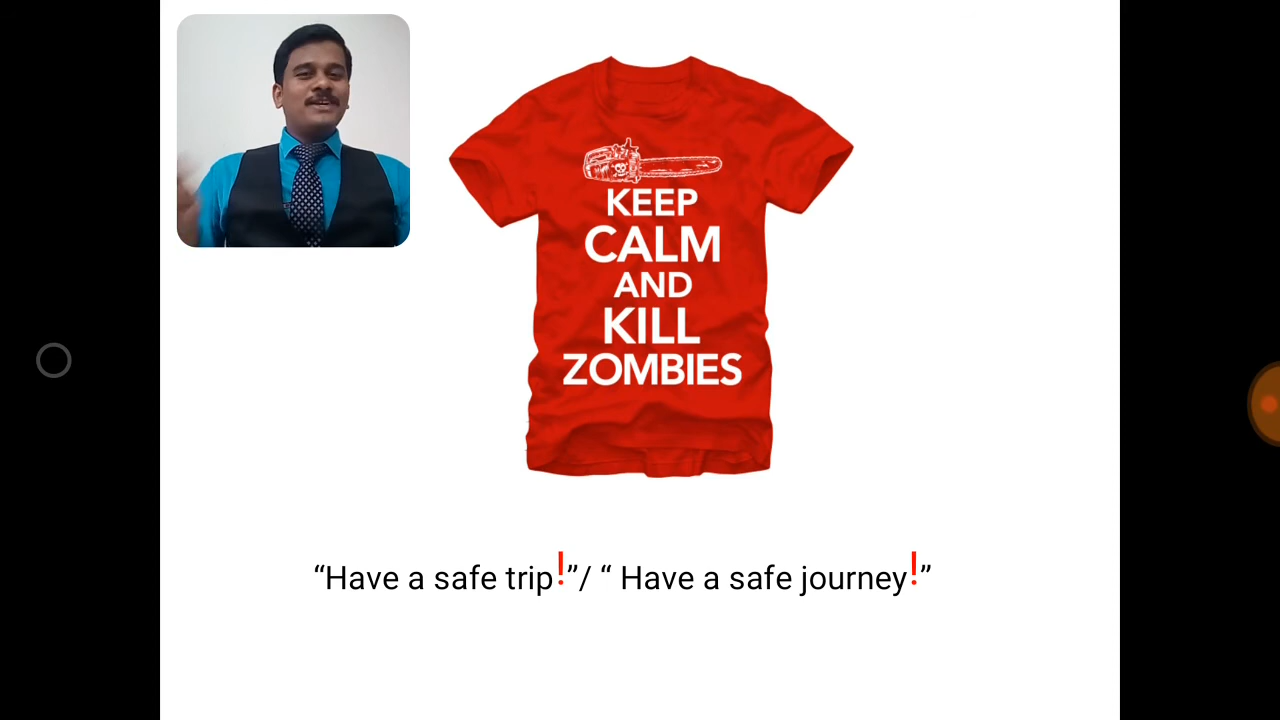 KEEP
CALM
AND
KILL
ZOMBIES
“Have a safe trip!”/ “ Have a safe journey!”